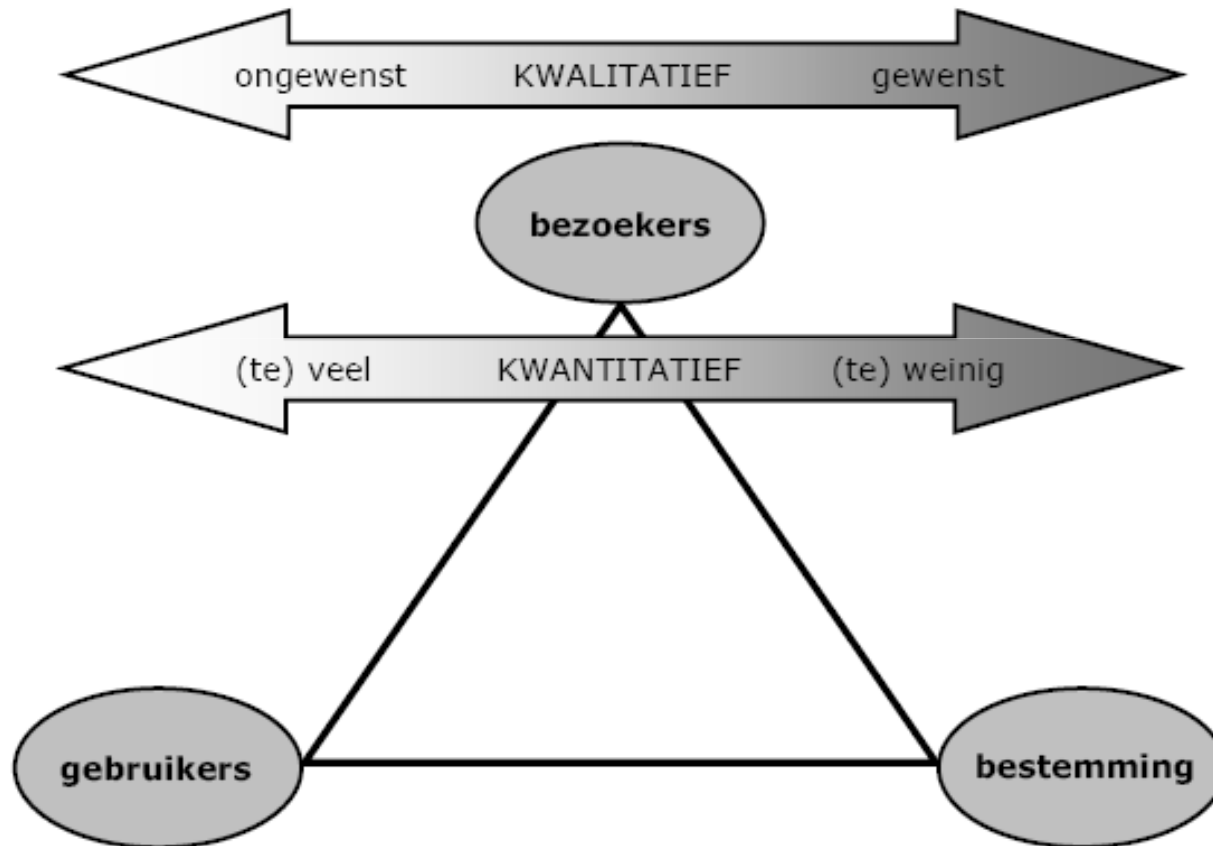 ongewenst KWALITATIEF gewenst
bezoekers
(te) veel KWANTITATIEF (te) weinig
gebruikers
bestemming